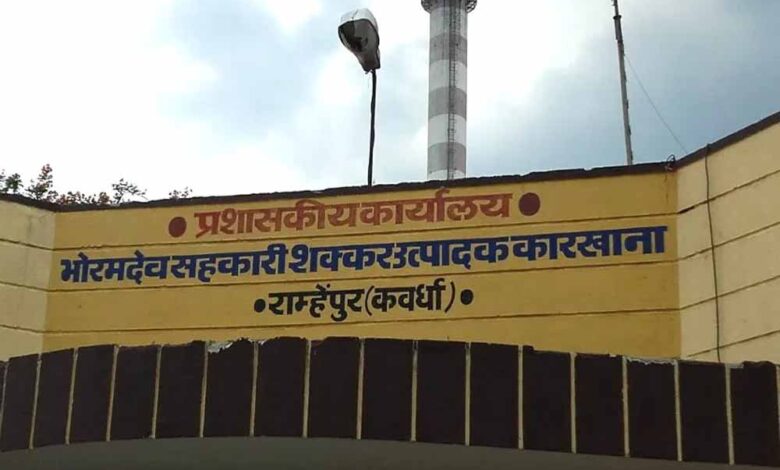 • प्रशासकीय कार्यालय •
भोरमदेव सहकारी शक्कर उत्पादक कारखाना
• राम्हेंपुर (कवर्धा) •